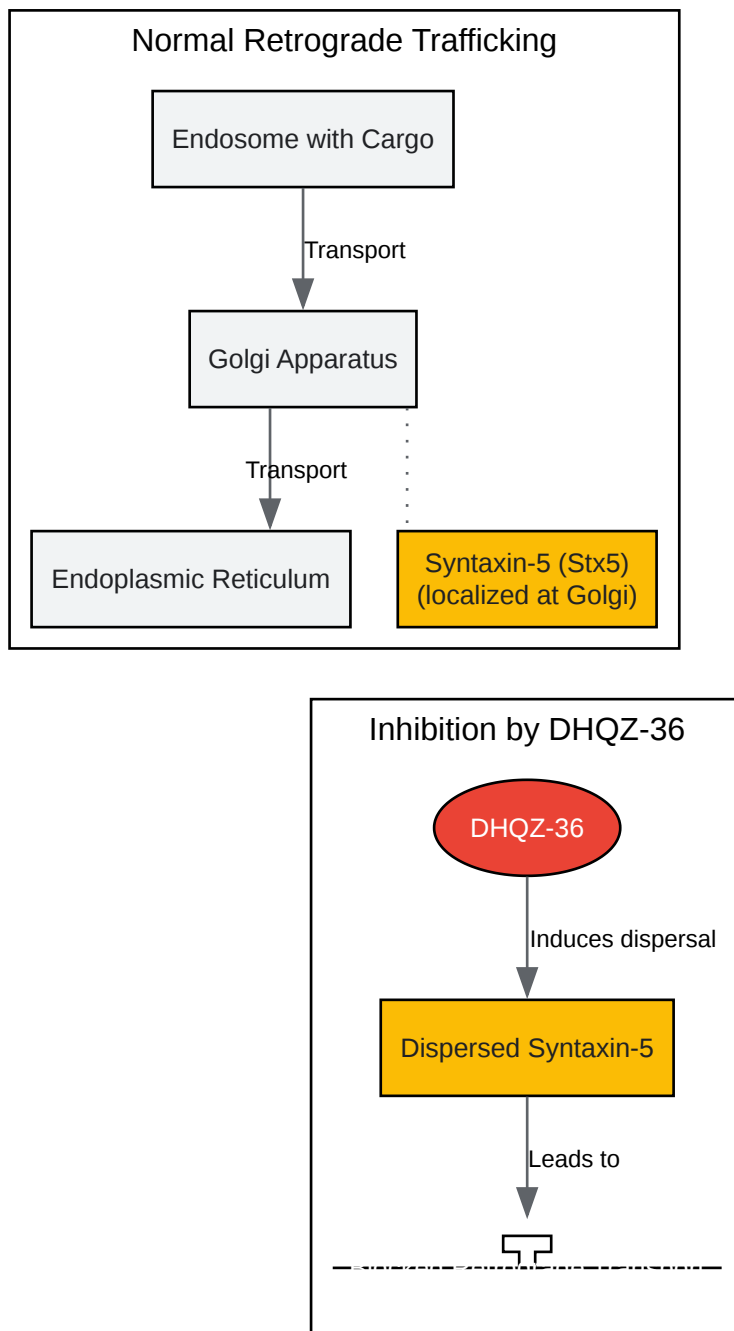 Normal Retrograde Trafficking
Endosome with Cargo
Transport
Golgi Apparatus
Transport
Endoplasmic Reticulum
Syntaxin-5 (Stx5)
(localized at Golgi)
Inhibition by DHQZ-36
DHQZ-36
Induces dispersal
Dispersed Syntaxin-5
Leads to